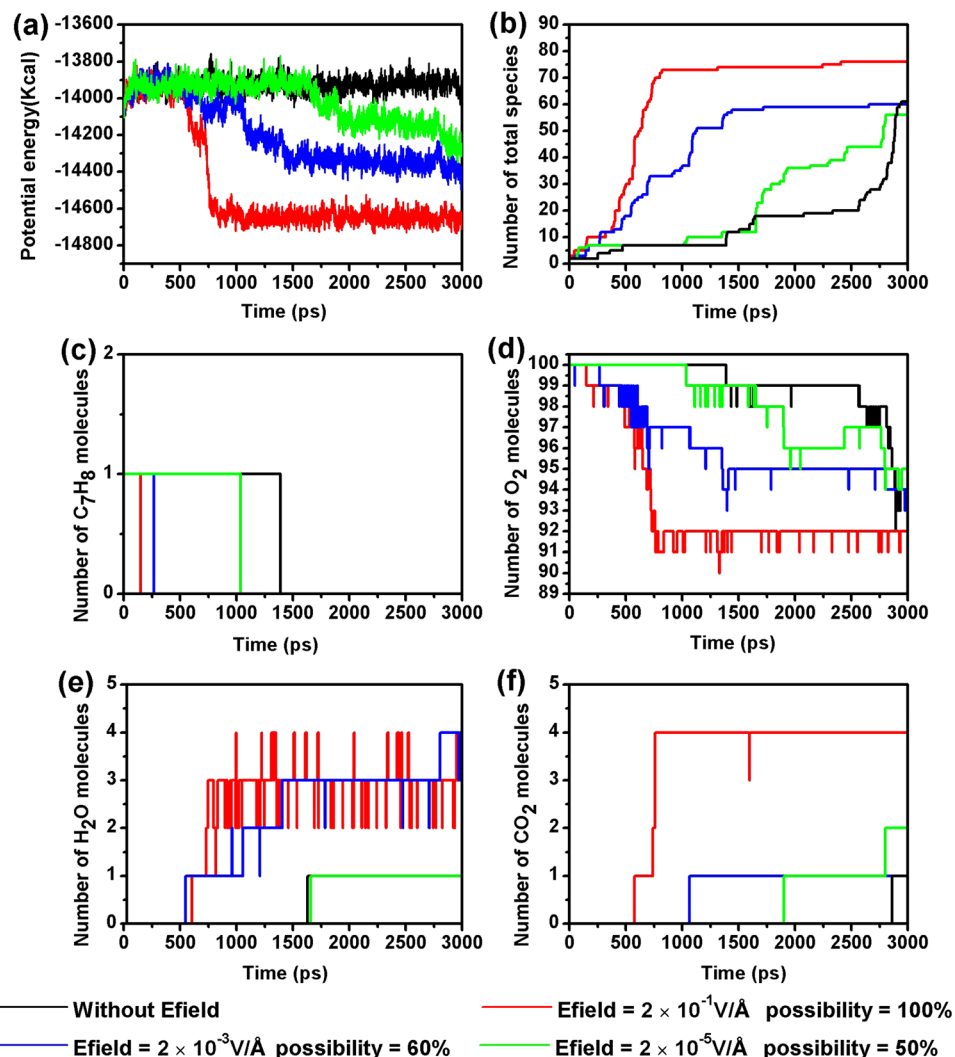 (a)
Potential energy(Kcal)
-13600
-13800
-14000
-14200
-14400
-14600
-14800
0 500 1000 1500 2000 2500 3000
Time (ps)
(b)
Number of total species
90
80
70
60
50
40
30
20
10
0
0 500 1000 1500 2000 2500 3000
Time (ps)
(c)
Number of C7H8 molecules
2
1
0
0 500 1000 1500 2000 2500 3000
Time (ps)
(d)
Number of O2 molecules
100
99
98
97
96
95
94
93
92
91
90
89
0 500 1000 1500 2000 2500 3000
Time (ps)
(e)
Number of H2O molecules
5
4
3
2
1
0
0 500 1000 1500 2000 2500 3000
Time (ps)
(f)
Number of CO2 molecules
5
4
3
2
1
0
0 500 1000 1500 2000 2500 3000
Time (ps)
Without Efield
Efield = 2 × 10^-1 V/Å possibility = 100%
Efield = 2 × 10^-3 V/Å possibility = 60%
Efield = 2 × 10^-5 V/Å possibility = 50%